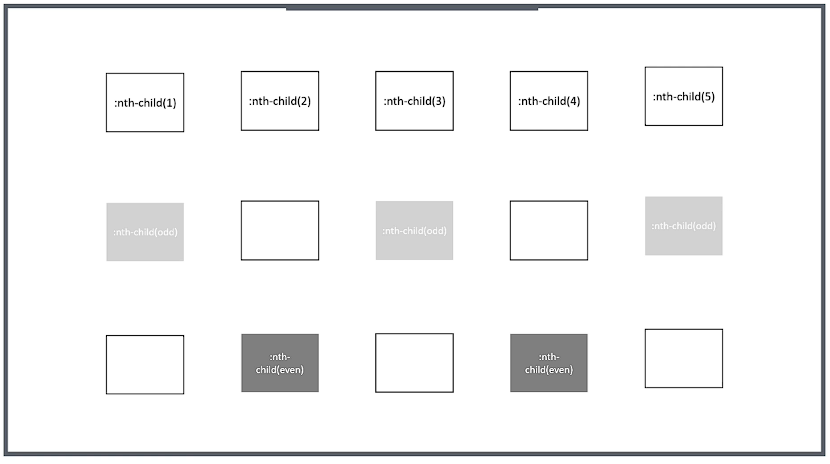 :nth-child(1)
:nth-child(2)
:nth-child(3)
:nth-child(4)
:nth-child(5)
:nth-child(odd)
:nth-child(odd)
:nth-child(odd)
:nth-
child(even)
:nth-
child(even)